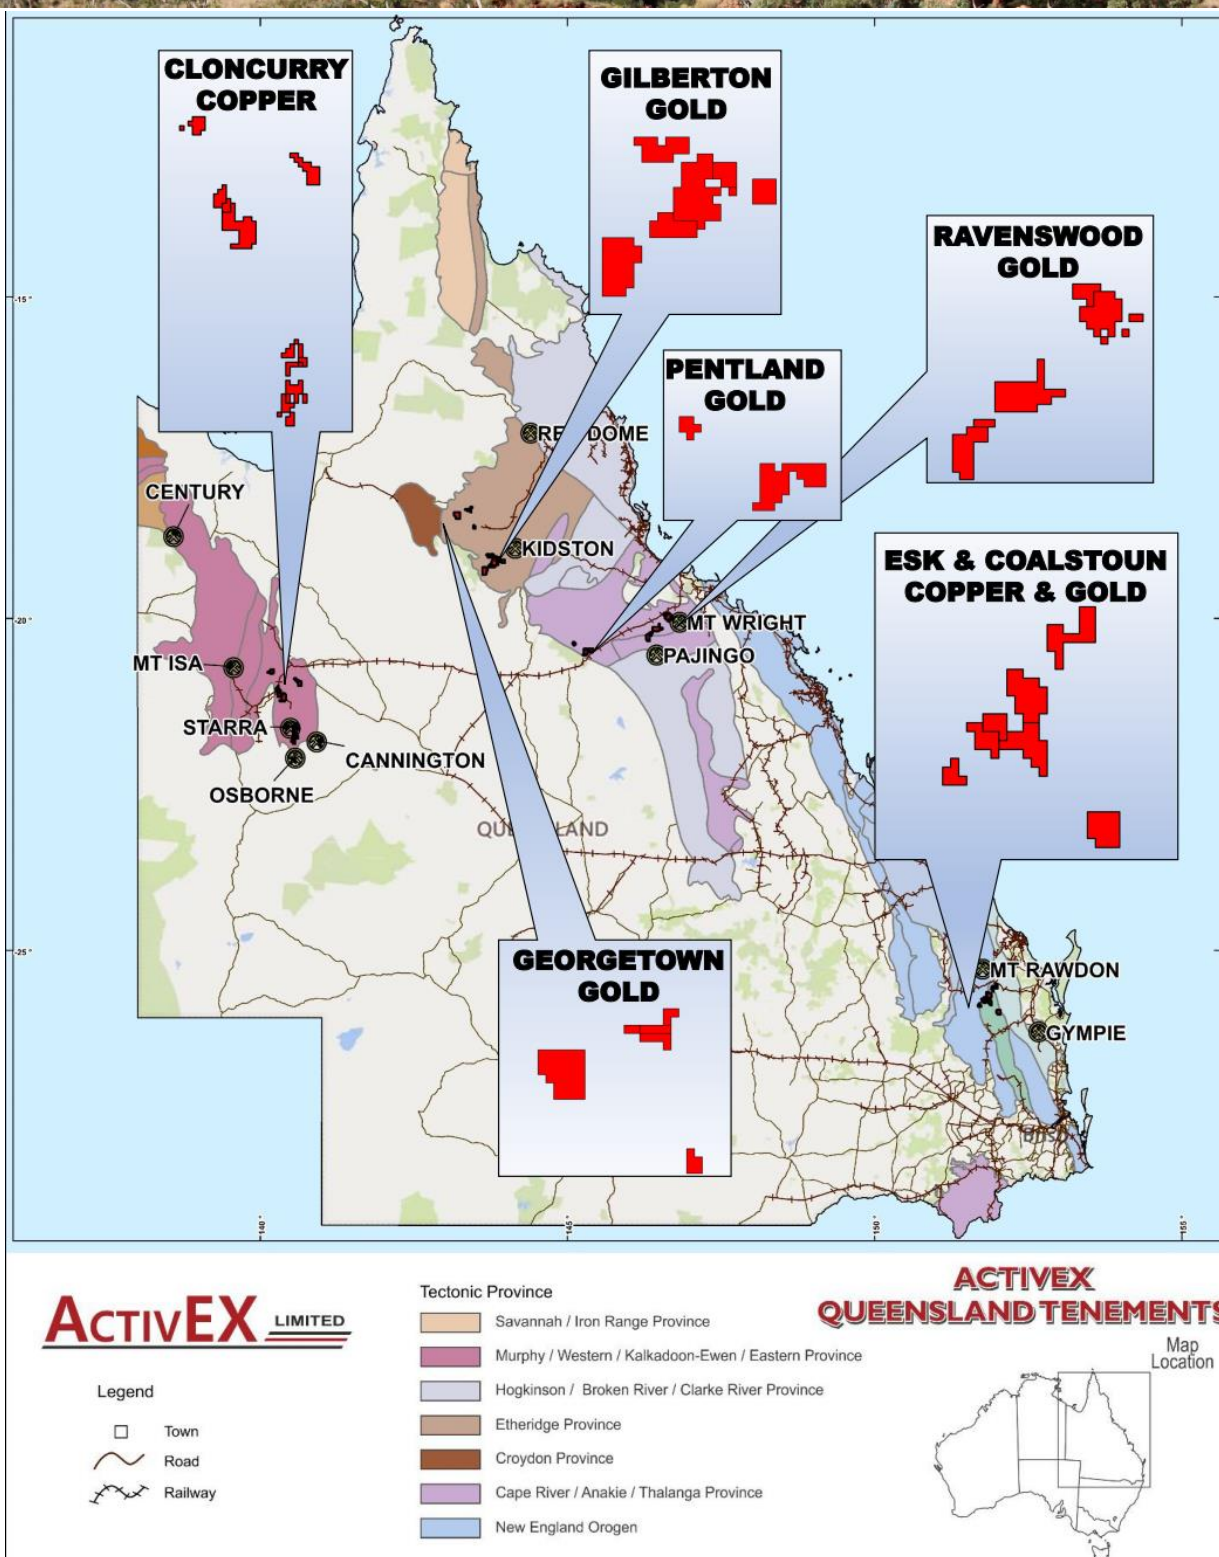 CLONCURRY
COPPER
GILBERTON
GOLD
RAVENSWOOD
GOLD
PENTLAND
GOLD
ESK & COALSTOUN
COPPER & GOLD
GEORGETOWN
GOLD
-15°
-20°
-25°
140°
145°
150°
155°
CENTURY
MT ISA
STARRA
CANNINGTON
OSBORNE
KIDSTON
MT WRIGHT
PAJINGO
MT RAWDON
GYMPIE
ACTIVEX LIMITED
Legend
Town
Road
Railway
Tectonic Province
Savannah / Iron Range Province
Murphy / Western / Kalkadoon-Ewen / Eastern Province
Hogkinson / Broken River / Clarke River Province
Etheridge Province
Croydon Province
Cape River / Anakie / Thalanga Province
New England Orogen
ACTIVEX
QUEENSLAND TENEMENTS
Map
Location